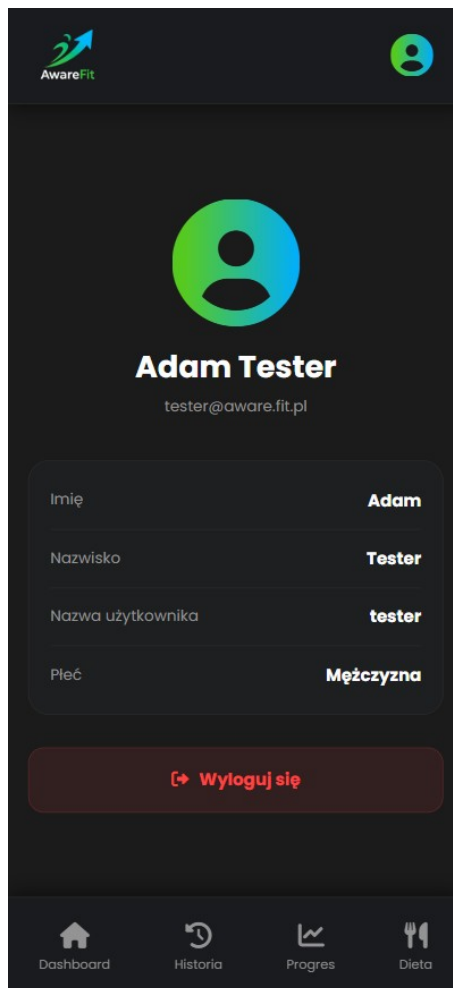 AwareFit
Adam Tester
tester@aware.fit.pl
Imię Adam
Nazwisko Tester
Nazwa użytkownika tester
Płeć Mężczyzna
Wyloguj się
Dashboard Historia Progres Dieta